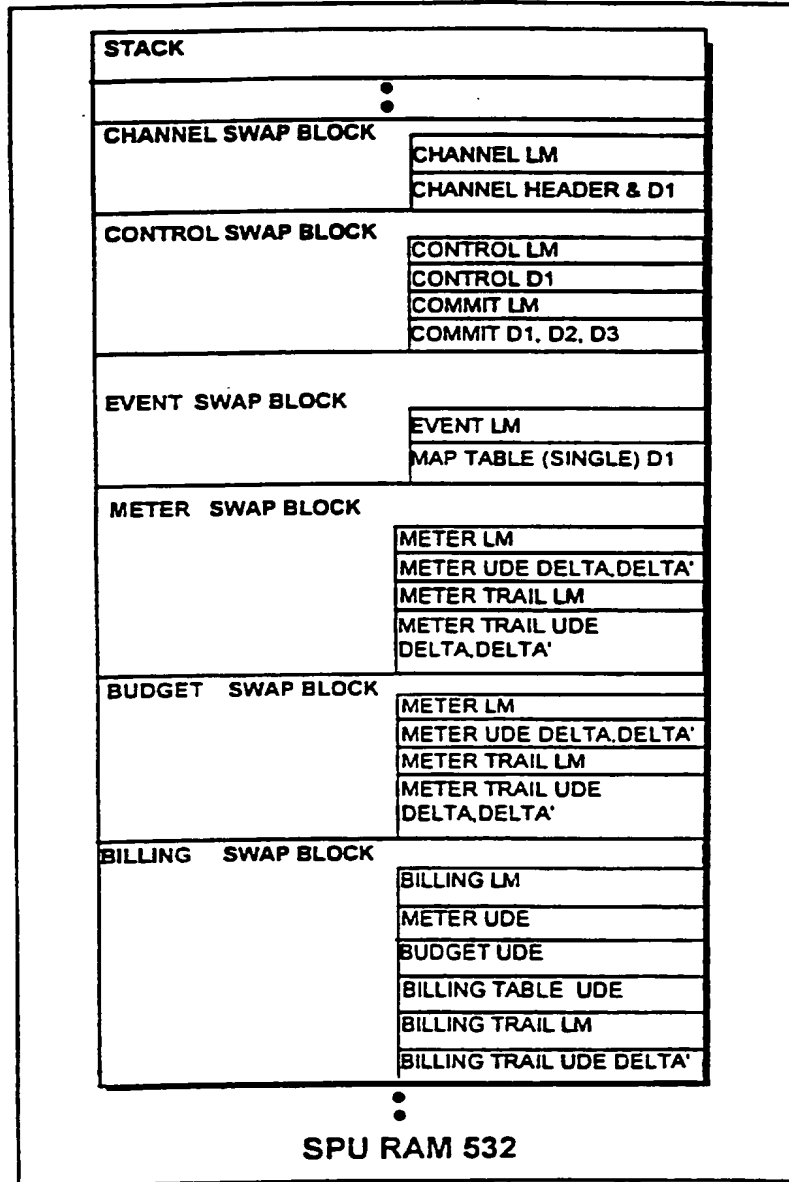 STACK
CHANNEL SWAP BLOCK
CHANNEL LM
CHANNEL HEADER & D1
CONTROL SWAP BLOCK
CONTROL LM
CONTROL D1
COMMIT LM
COMMIT D1, D2, D3
EVENT SWAP BLOCK
EVENT LM
MAP TABLE (SINGLE) D1
METER SWAP BLOCK
METER LM
METER UDE DELTA,DELTA'
METER TRAIL LM
METER TRAIL UDE
DELTA,DELTA'
BUDGET SWAP BLOCK
METER LM
METER UDE DELTA,DELTA'
METER TRAIL LM
METER TRAIL UDE
DELTA,DELTA'
BILLING SWAP BLOCK
BILLING LM
METER UDE
BUDGET UDE
BILLING TABLE UDE
BILLING TRAIL LM
BILLING TRAIL UDE DELTA'
SPU RAM 532